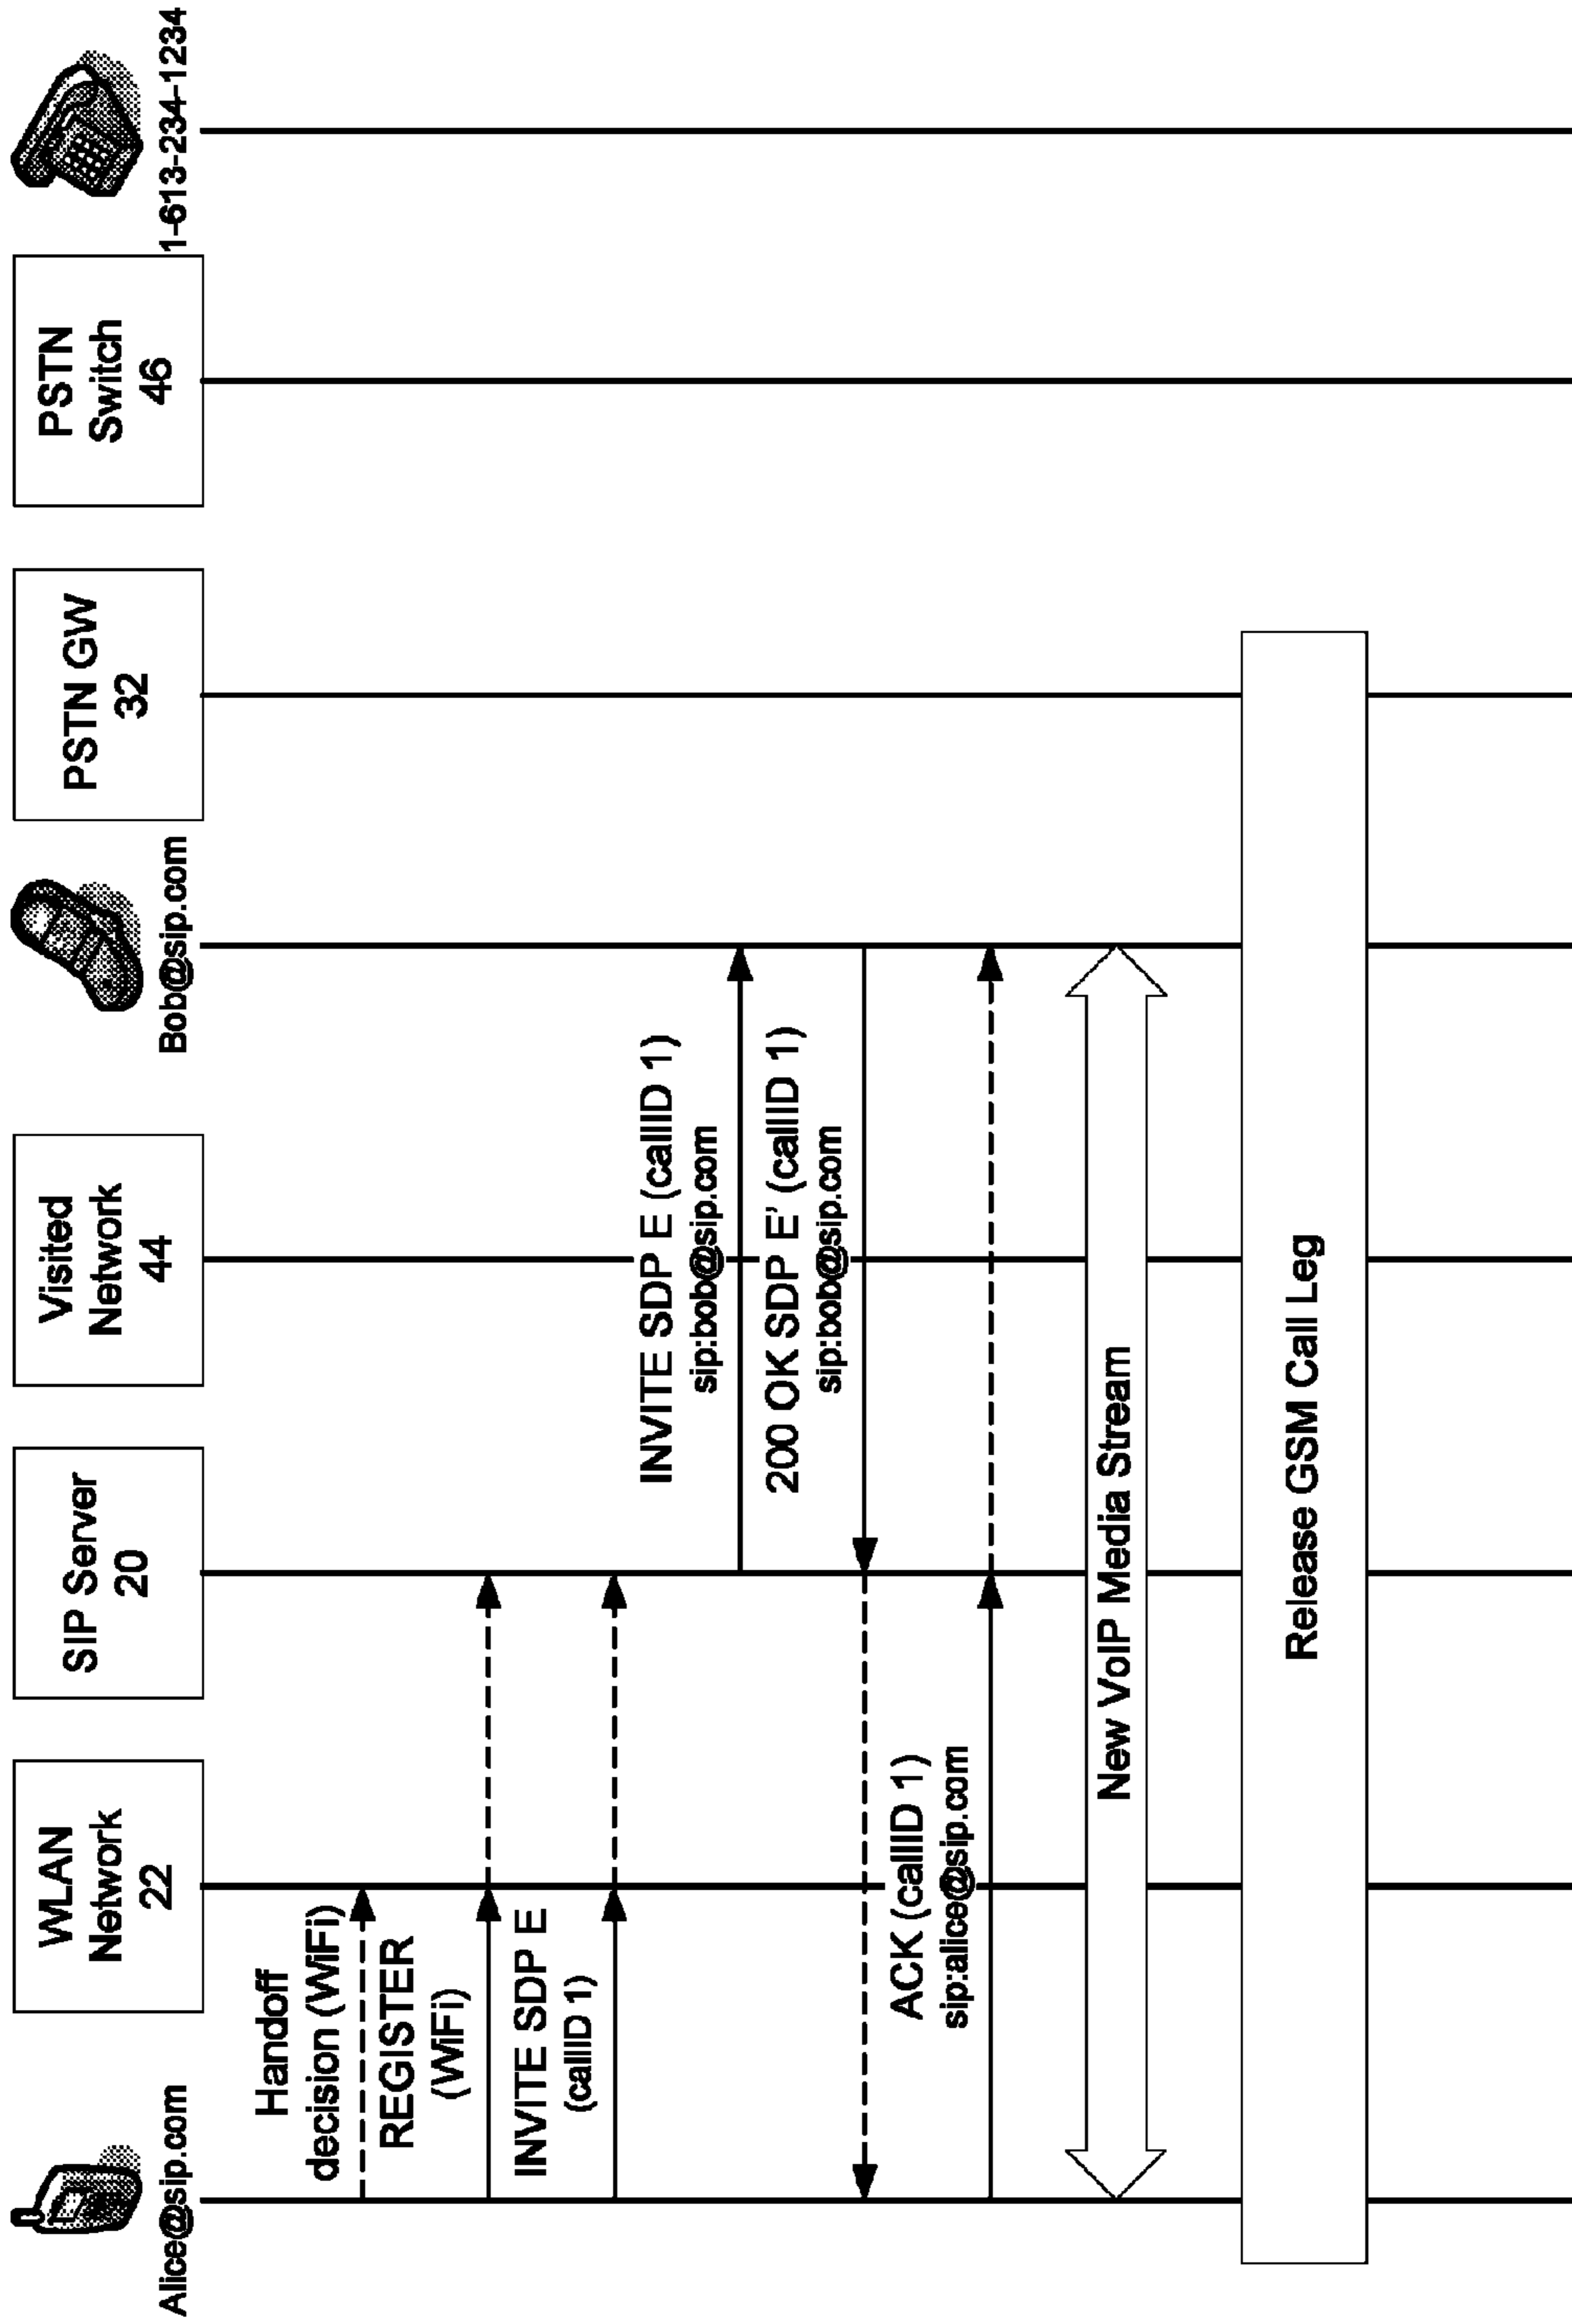 Alice@sip.com
WLAN
Network
22
SIP Server
20
Visited
Network
44
Bob@sip.com
PSTN GW
32
PSTN
Switch
46
1-613-234-1234
Handoff
decision (WiFi)
REGISTER
(WiFi)
INVITE SDP E
(callID 1)
INVITE SDP E (callID 1)
sip:bob@sip.com
200 OK SDP E' (callID 1)
sip:bob@sip.com
ACK (callID 1)
sip:alice@sip.com
New VoIP Media Stream
Release GSM Call Leg